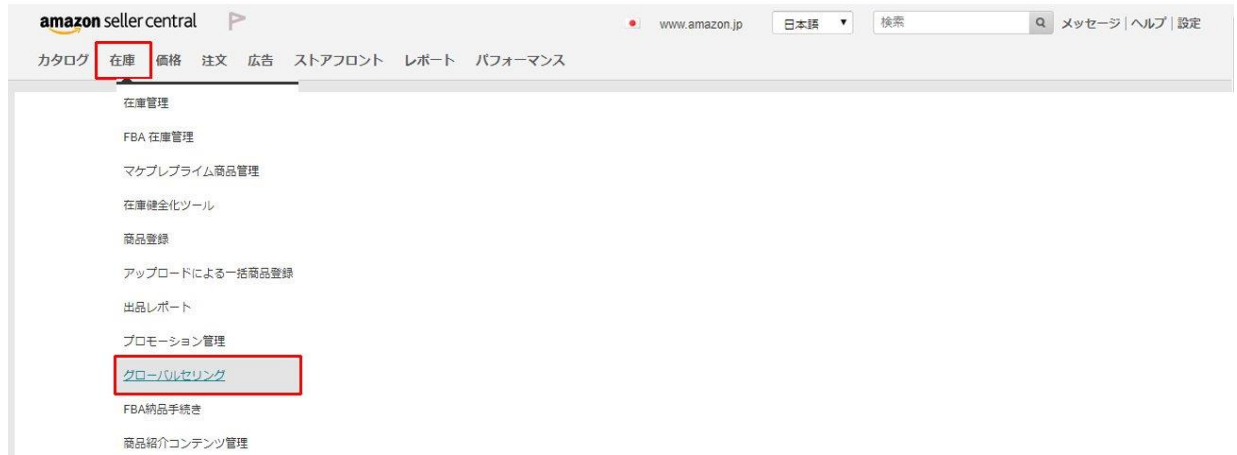 amazon seller central www.amazon.jp 日本語 検索 メッセージ | ヘルプ | 設定
カタログ 在庫 価格 注文 広告 ストアフロント レポート パフォーマンス
在庫管理
FBA 在庫管理
マケプレプライム商品管理
在庫健全化ツール
商品登録
アップロードによる一括商品登録
出品レポート
プロモーション管理
グローバルセリング
FBA納品手続き
商品紹介コンテンツ管理